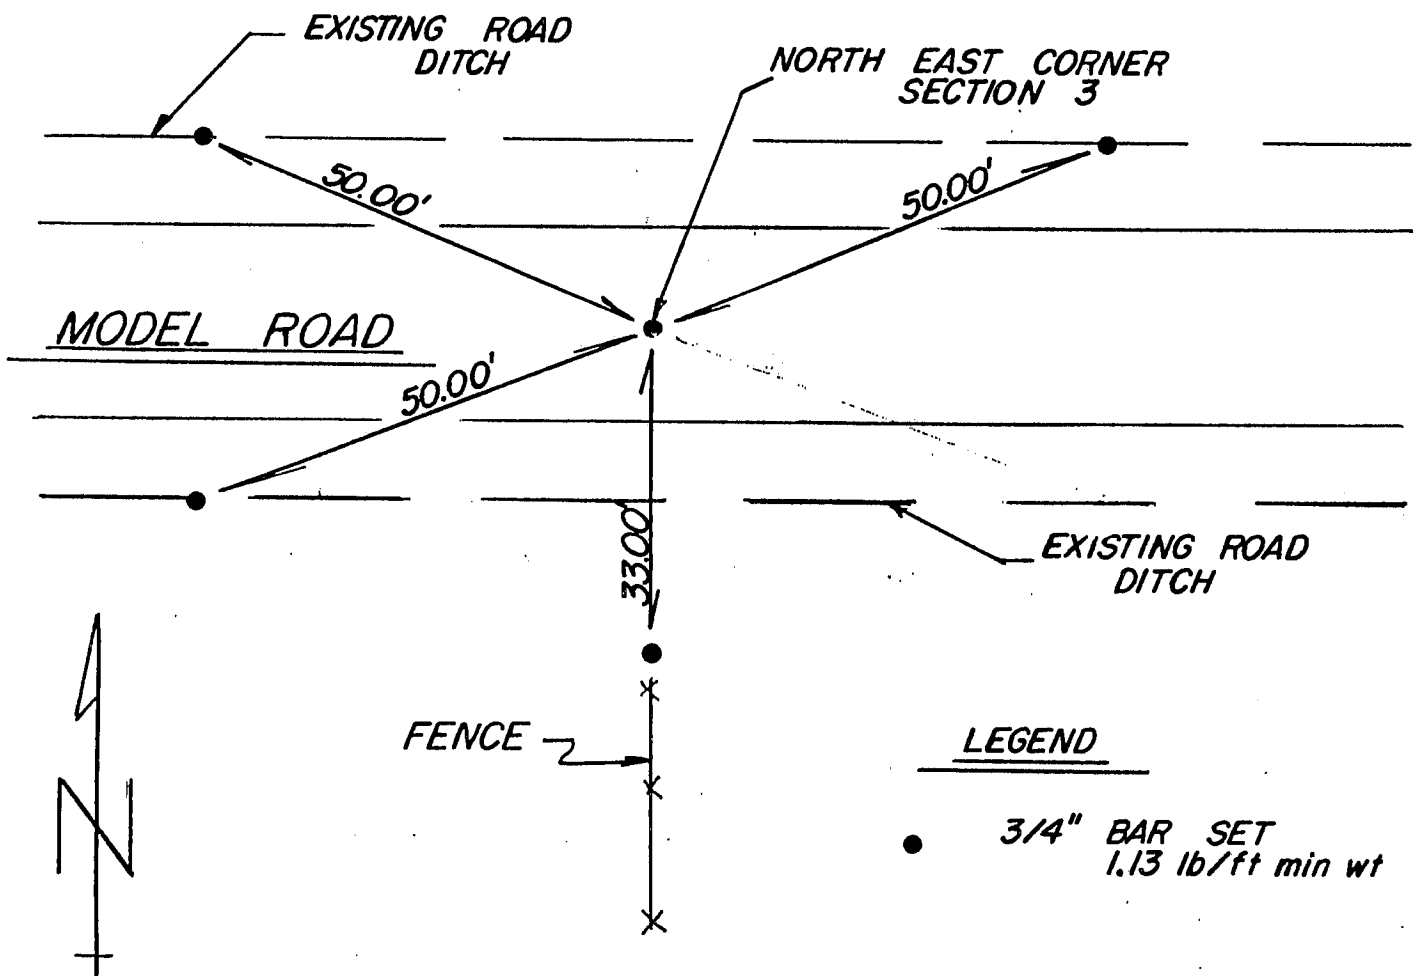 EXISTING ROAD
DITCH
NORTH EAST CORNER
SECTION 3
50.00'
50.00'
MODEL ROAD
50.00'
33.00'
EXISTING ROAD
DITCH
FENCE
LEGEND
3/4" BAR SET
1.13 lb/ft min wt
N